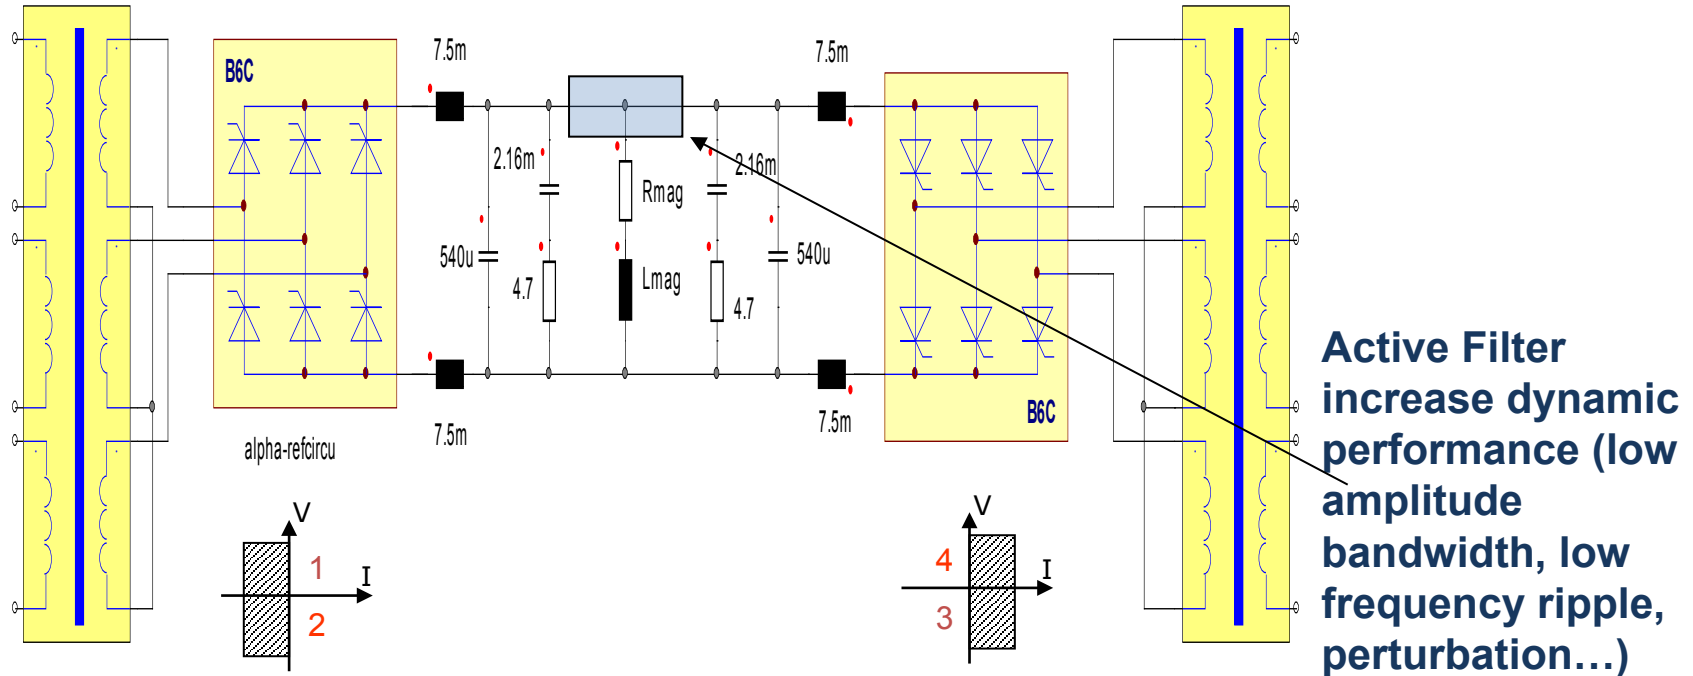 7.5m
7.5m
B6C
2.16m
2.16m
Rmag
540u
540u
Lmag
4.7
4.7
Active Filter
increase dynamic
performance (low
amplitude
bandwidth, low
frequency ripple,
perturbation…)
B6C
7.5m
7.5m
alpha-refcircu
V
V
1
4
I
I
2
3